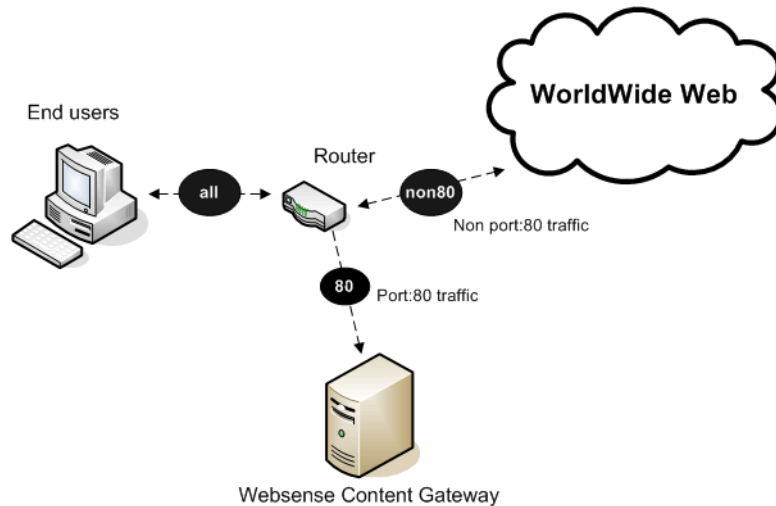 WorldWide Web
End users
Router
all
non80
Non port:80 traffic
80
Port:80 traffic
Websense Content Gateway